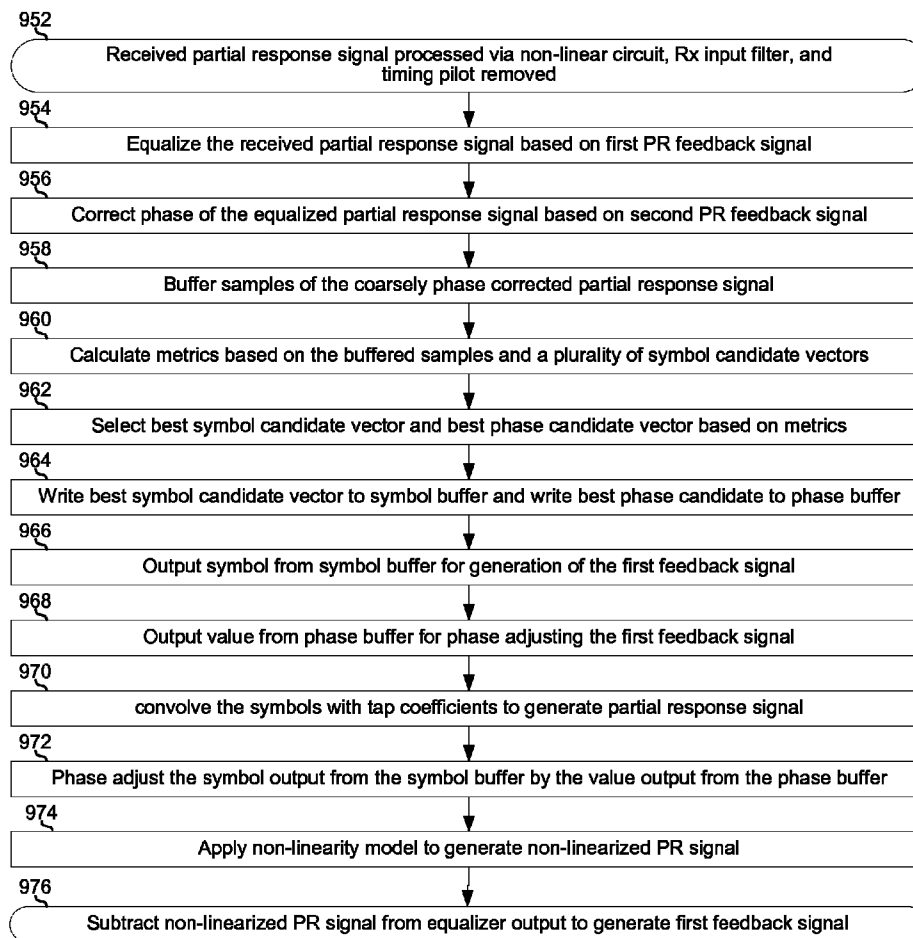 952
Received partial response signal processed via non-linear circuit, Rx input filter, and
timing pilot removed
954
Equalize the received partial response signal based on first PR feedback signal
956
Correct phase of the equalized partial response signal based on second PR feedback signal
958
Buffer samples of the coarsely phase corrected partial response signal
960
Calculate metrics based on the buffered samples and a plurality of symbol candidate vectors
962
Select best symbol candidate vector and best phase candidate vector based on metrics
964
Write best symbol candidate vector to symbol buffer and write best phase candidate to phase buffer
966
Output symbol from symbol buffer for generation of the first feedback signal
968
Output value from phase buffer for phase adjusting the first feedback signal
970
convolve the symbols with tap coefficients to generate partial response signal
972
Phase adjust the symbol output from the symbol buffer by the value output from the phase buffer
974
Apply non-linearity model to generate non-linearized PR signal
976
Subtract non-linearized PR signal from equalizer output to generate first feedback signal